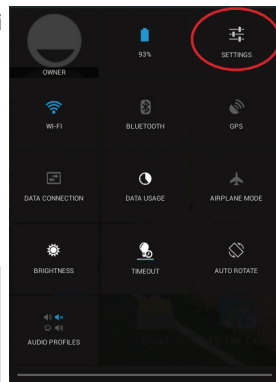 OWNER
93%
SETTINGS
WI-FI
BLUETOOTH
GPS
DATA CONNECTION
DATA USAGE
AIRPLANE MODE
BRIGHTNESS
TIMEOUT
AUTO ROTATE
AUDIO PROFILES
Email